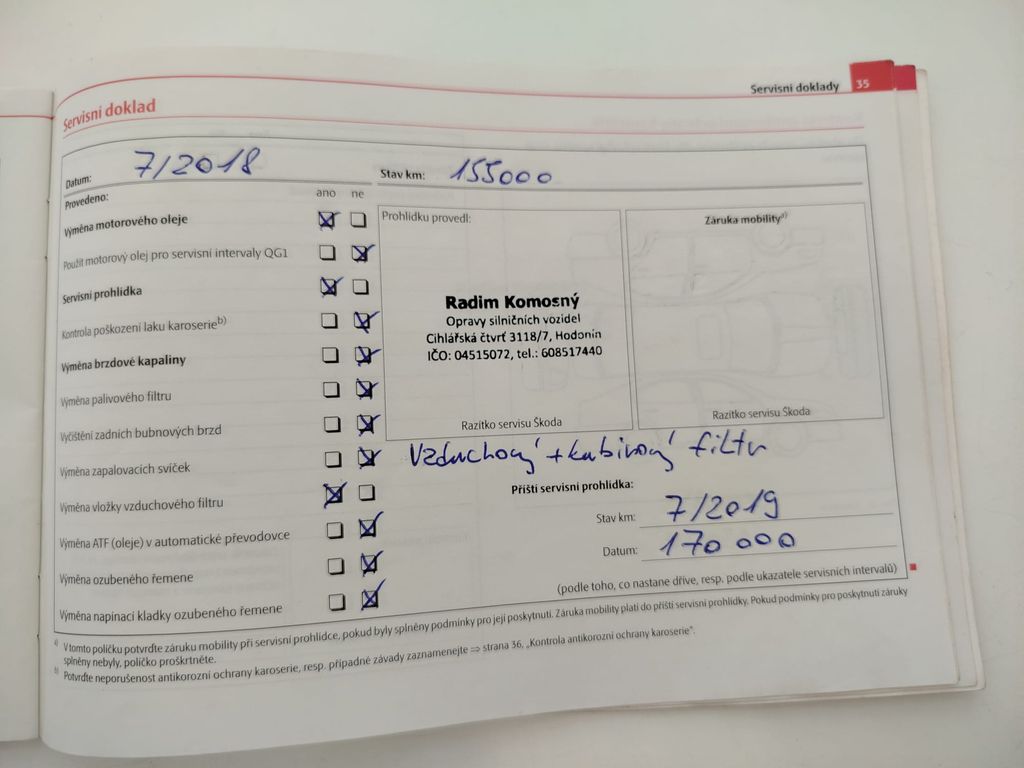 Servisní doklady 35
Servisní doklad
Datum: 7/2018 Stav km: 155000
Provedeno: ano ne
Výměna motorového oleje
Použit motorový olej pro servisní intervaly QG1
Servisní prohlídka
Kontrola poškození laku karoserie b)
Výměna brzdové kapaliny
Výměna palivového filtru
Vyčištění zadních bubnových brzd
Výměna zapalovacích svíček
Výměna vložky vzduchového filtru
Výměna ATF (oleje) v automatické převodovce
Výměna ozubeného řemene
Výměna napínací kladky ozubeného řemene
Prohlídku provedl:
Radim Komosný
Opravy silničních vozidel
Cihlářská čtvrť 3118/7, Hodonín
IČO: 04515072, tel.: 608517440
Razítko servisu Škoda
Záruka mobility a)
Razítko servisu Škoda
Vzduchový + kabinový filtr
Příští servisní prohlídka:
Stav km: 7/2019
Datum: 170 000
(podle toho, co nastane dříve, resp. podle ukazatele servisních intervalů)
a) V tomto políčku potvrďte záruku mobility při servisní prohlídce, pokud byly splněny podmínky pro její poskytnutí. Záruka mobility platí do příští servisní prohlídky. Pokud podmínky pro poskytnutí záruky
splněny nebyly, políčko proškrtněte.
b) Potvrďte neporušenost antikorozní ochrany karoserie, resp. případné závady zaznamenejte ⇒ strana 36, „Kontrola antikorozní ochrany karoserie".